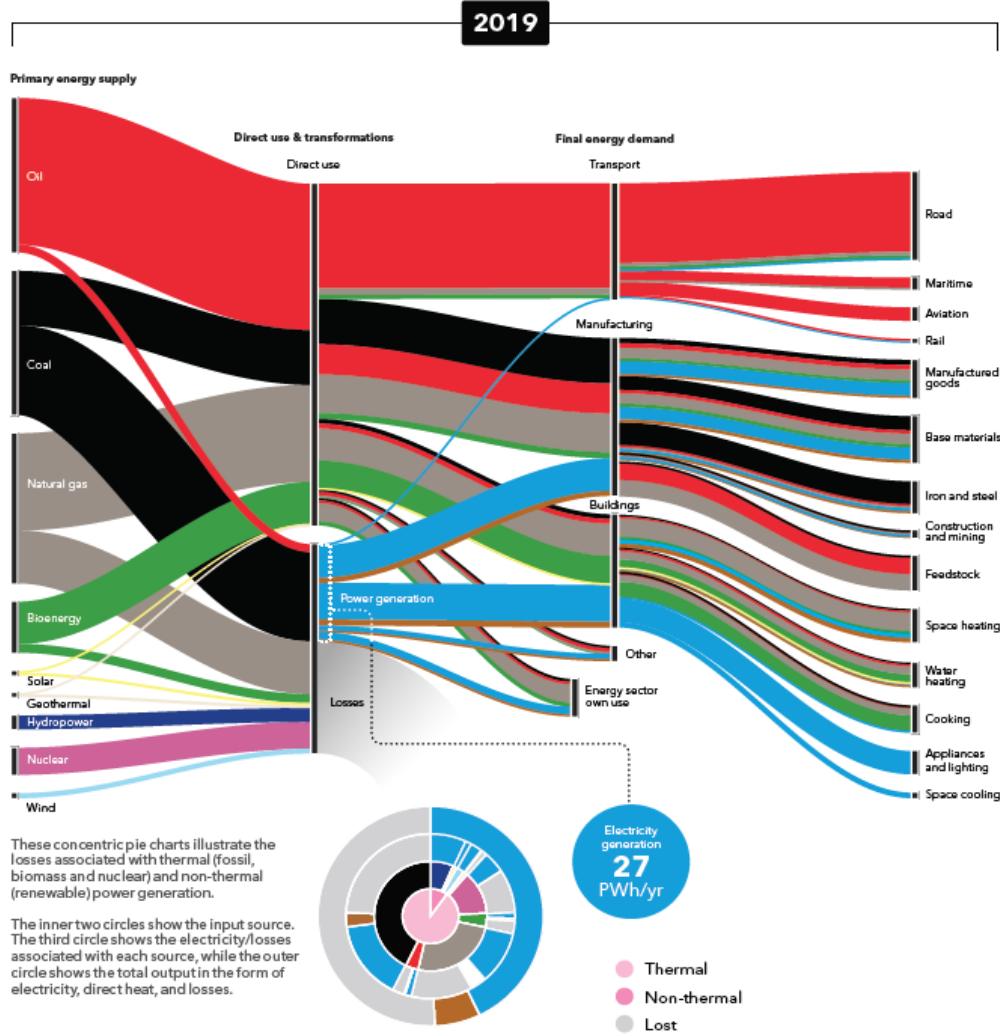 2019
Primary energy supply
Direct use & transformations
Final energy demand
Direct use
Transport
Oil
Road
Maritime
Aviation
Manufacturing
Rail
Coal
Manufactured
goods
Base materials
Natural gas
Iron and steel
Buildings
Construction
and mining
Feedstock
Power generation
Bioenergy
Space heating
Other
Solar
Water
heating
Geothermal
Energy sector
own use
Losses
Hydropower
Cooking
Nuclear
Appliances
and lighting
Space cooling
Wind
These concentric pie charts illustrate the
losses associated with thermal (fossil,
biomass and nuclear) and non-thermal
(renewable) power generation.
The inner two circles show the input source.
The third circle shows the electricity/losses
associated with each source, while the outer
circle shows the total output in the form of
electricity, direct heat, and losses.
Electricity
generation
27
PWh/yr
Thermal
Non-thermal
Lost